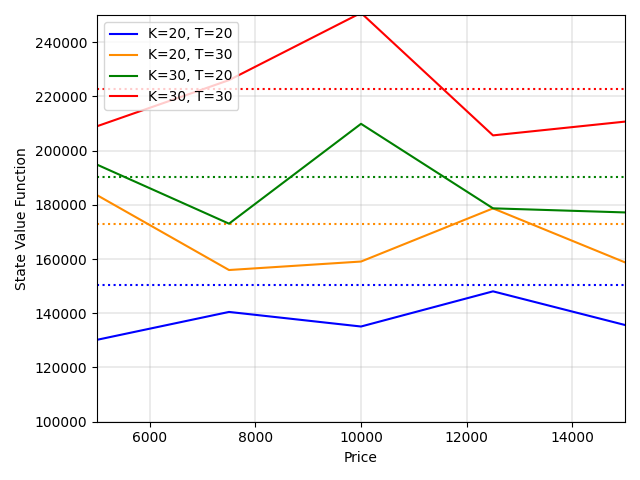 K=20, T=20
K=20, T=30
K=30, T=20
K=30, T=30
State Value Function
240000
220000
200000
180000
160000
140000
120000
100000
6000 8000 10000 12000 14000
Price